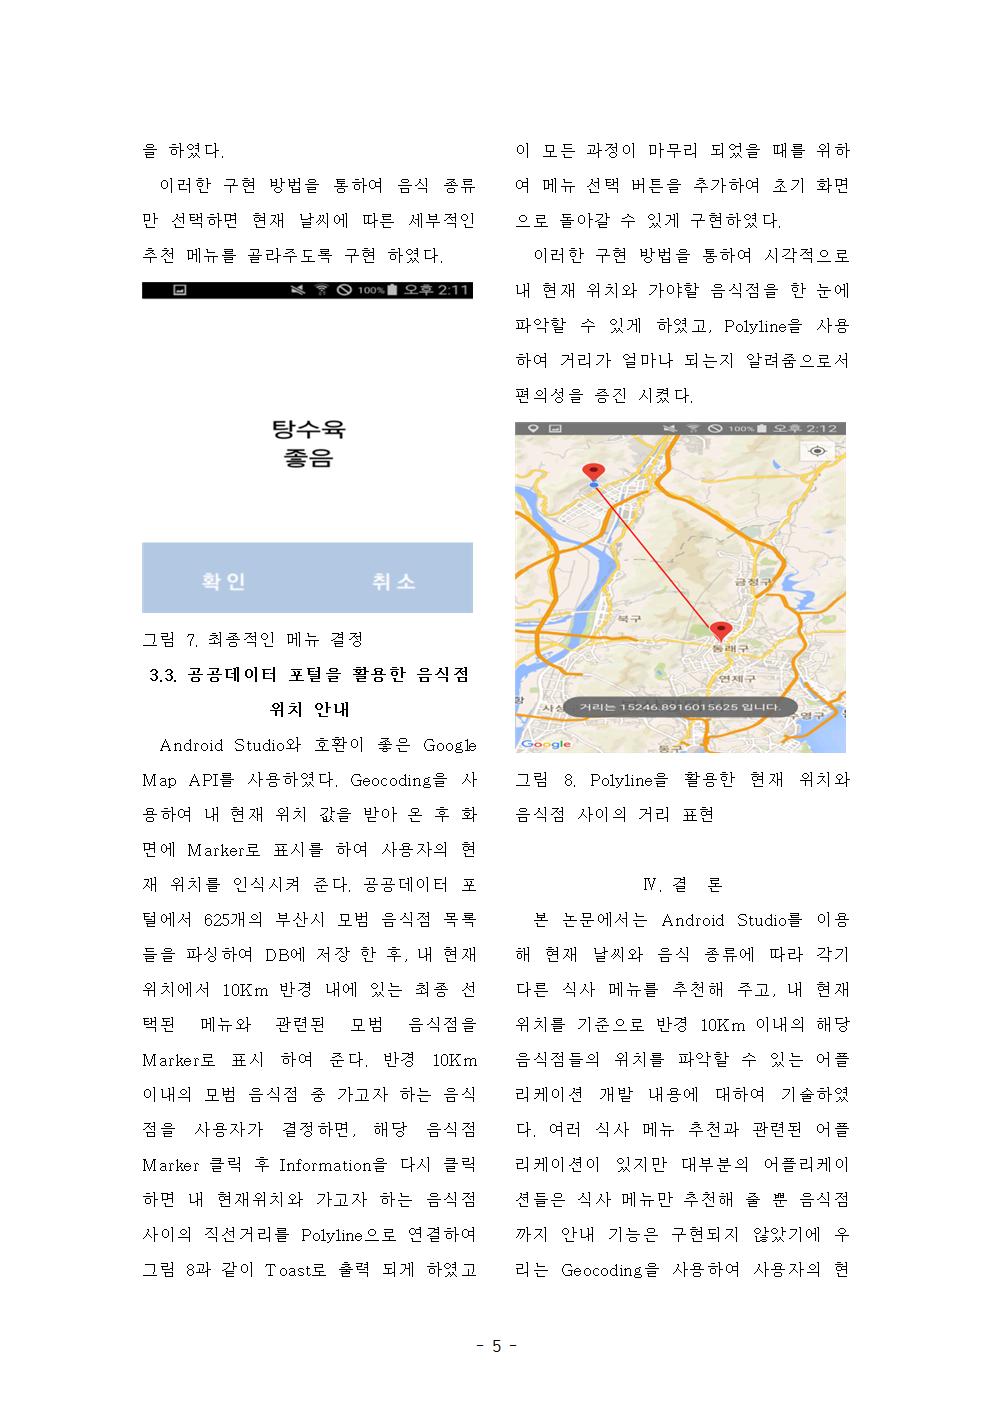 을 하였다.
이러한 구현 방법을 통하여 음식 종류
만 선택하면 현재 날씨에 따른 세부적인
추천 메뉴를 골라주도록 구현 하였다.
100% 오후 2:11
탕수육
좋음
확인 취소
그림 7. 최종적인 메뉴 결정
3.3. 공공데이터 포털을 활용한 음식점
위치 안내
Android Studio와 호환이 좋은 Google
Map API를 사용하였다. Geocoding을 사
용하여 내 현재 위치 값을 받아 온 후 화
면에 Marker로 표시를 하여 사용자의 현
재 위치를 인식시켜 준다. 공공데이터 포
털에서 625개의 부산시 모범 음식점 목록
들을 파싱하여 DB에 저장 한 후, 내 현재
위치에서 10Km 반경 내에 있는 최종 선
택된 메뉴와 관련된 모범 음식점을
Marker로 표시 하여 준다. 반경 10Km
이내의 모범 음식점 중 가고자 하는 음식
점을 사용자가 결정하면, 해당 음식점
Marker 클릭 후 Information을 다시 클릭
하면 내 현재위치와 가고자 하는 음식점
사이의 직선거리를 Polyline으로 연결하여
그림 8과 같이 Toast로 출력 되게 하였고
이 모든 과정이 마무리 되었을 때를 위하
여 메뉴 선택 버튼을 추가하여 초기 화면
으로 돌아갈 수 있게 구현하였다.
이러한 구현 방법을 통하여 시각적으로
내 현재 위치와 가야할 음식점을 한 눈에
파악할 수 있게 하였고, Polyline을 사용
하여 거리가 얼마나 되는지 알려줌으로서
편의성을 증진 시켰다.
100% 오후 2:12
금정구
북구
동래구
연제구
거리는 15246.8916015625 입니다.
수영구
동구
Google
그림 8. Polyline을 활용한 현재 위치와
음식점 사이의 거리 표현
Ⅳ. 결 론
본 논문에서는 Android Studio를 이용
해 현재 날씨와 음식 종류에 따라 각기
다른 식사 메뉴를 추천해 주고, 내 현재
위치를 기준으로 반경 10Km 이내의 해당
음식점들의 위치를 파악할 수 있는 어플
리케이션 개발 내용에 대하여 기술하였
다. 여러 식사 메뉴 추천과 관련된 어플
리케이션이 있지만 대부분의 어플리케이
션들은 식사 메뉴만 추천해 줄 뿐 음식점
까지 안내 기능은 구현되지 않았기에 우
리는 Geocoding을 사용하여 사용자의 현
- 5 -